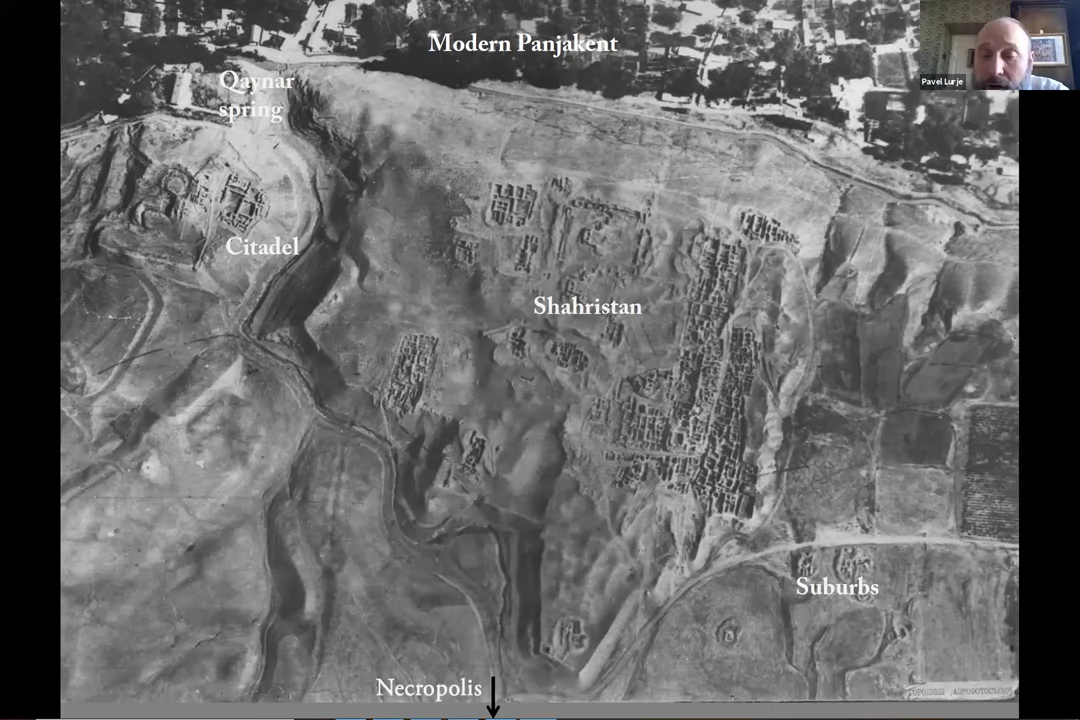 Modern Panjakent
Pavel Lurje
Qaynar
spring
Citadel
Shahristan
Suburbs
Necropolis